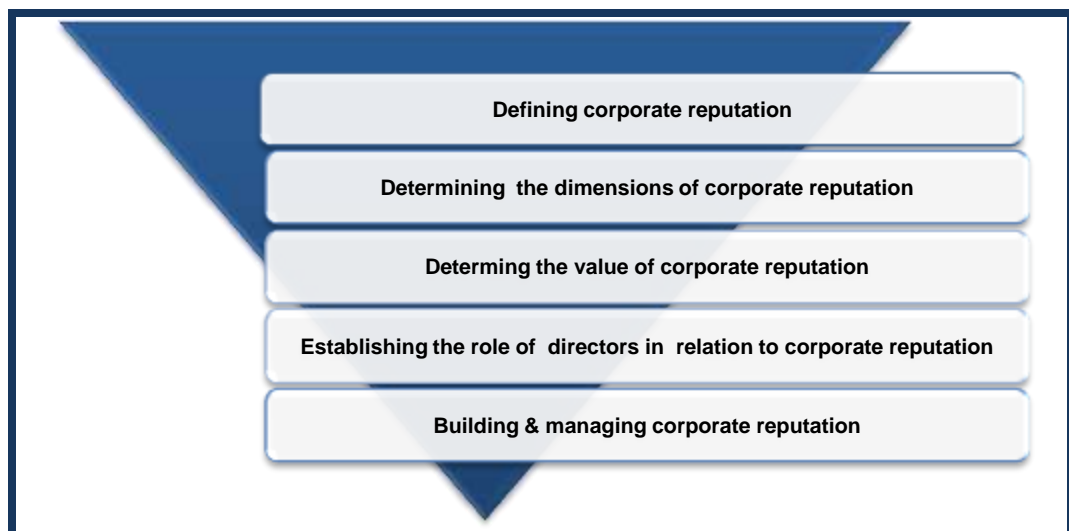 Defining corporate reputation
Determining the dimensions of corporate reputation
Determing the value of corporate reputation
Establishing the role of directors in relation to corporate reputation
Building & managing corporate reputation